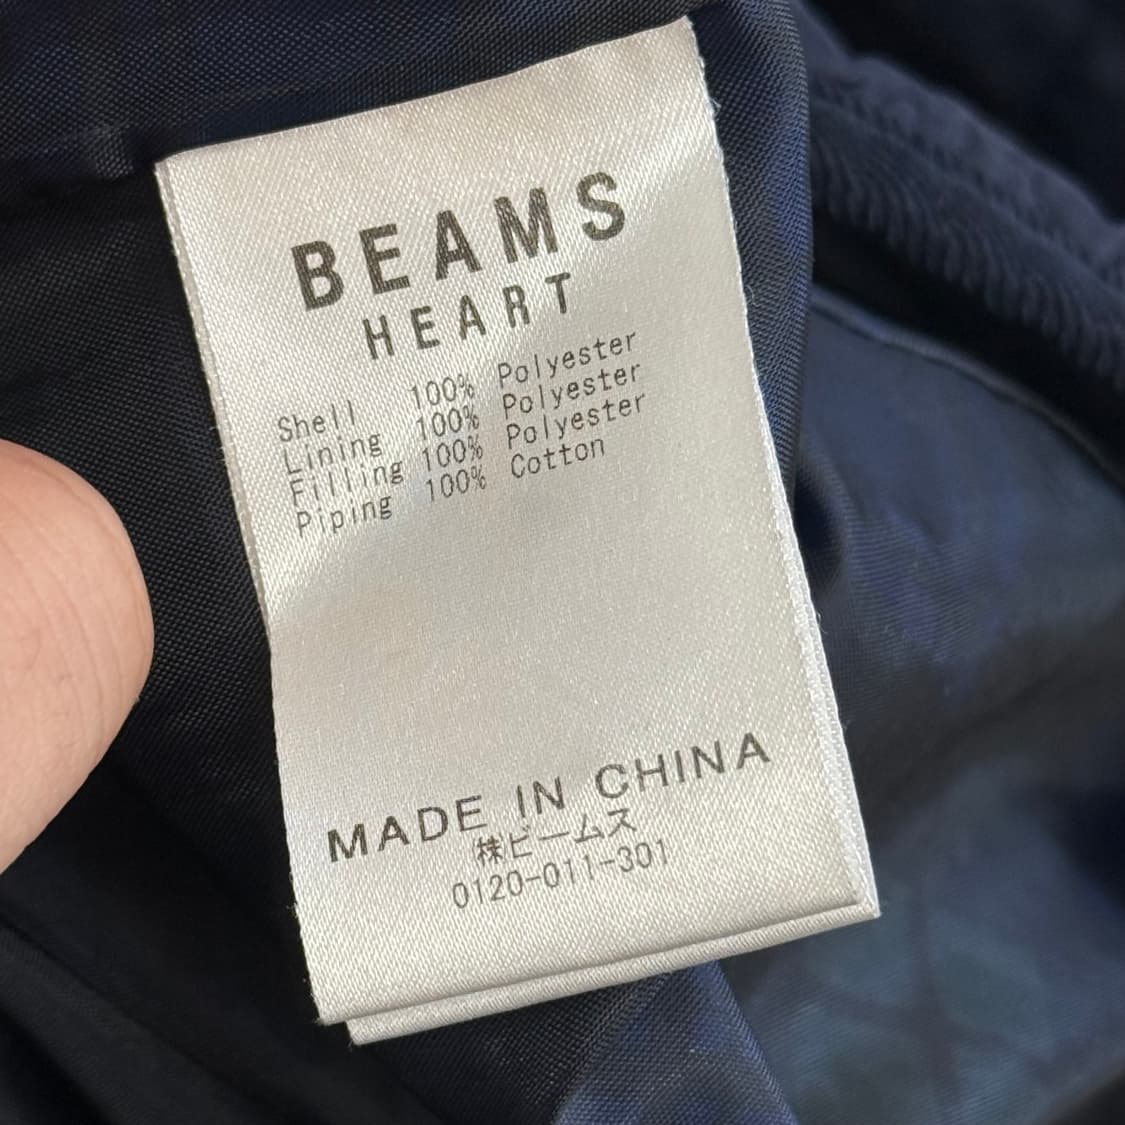 BEAMS
HEART
Shell 100% Polyester
Lining 100% Polyester
Filling 100% Polyester
Piping 100% Cotton
MADE IN CHINA
㈱ビームス
0120-011-301